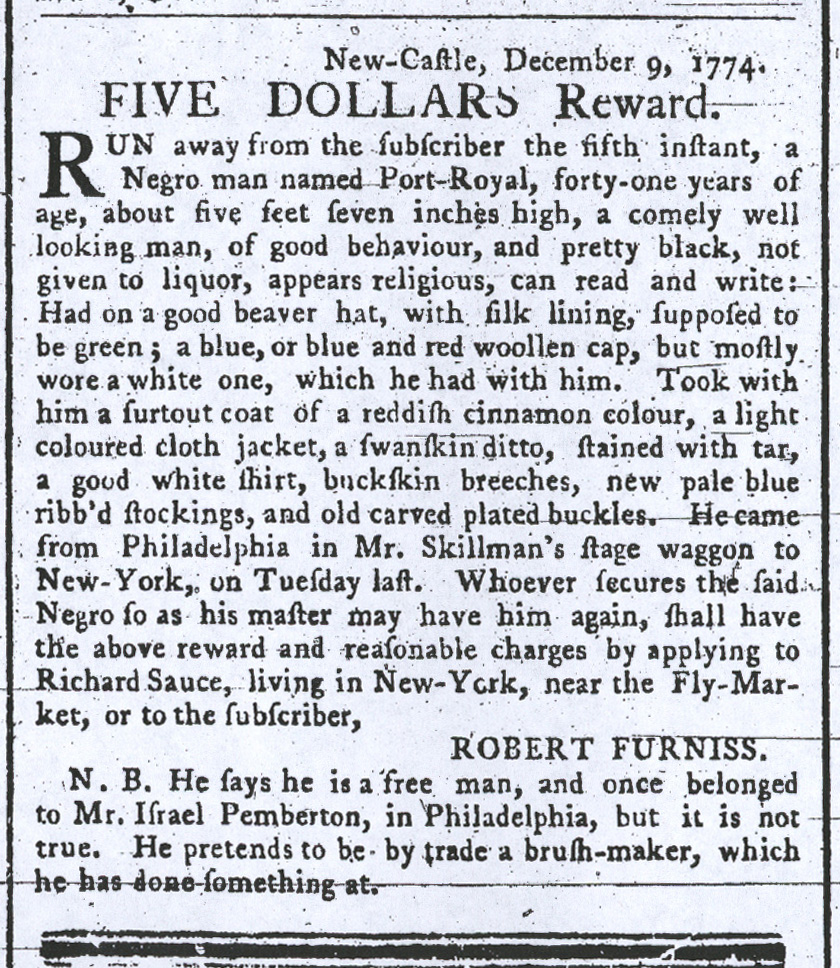 New-Caſtle, December 9, 1774.
FIVE DOLLARS Reward.
RUN away from the ſubſcriber the fifth inſtant, a
Negro man named Port-Royal, forty-one years of
age, about five feet ſeven inches high, a comely well
looking man, of good behaviour, and pretty black, not
given to liquor, appears religious, can read and write:
Had on a good beaver hat, with ſilk lining, ſuppoſed to
be green; a blue, or blue and red woollen cap, but moſtly
wore a white one, which he had with him. Took with
him a ſurtout coat of a reddiſh cinnamon colour, a light
coloured cloth jacket, a ſwanſkin ditto, ſtained with tar,
a good white ſhirt, buckſkin breeches, new pale blue
ribb'd ſtockings, and old carved plated buckles. He came
from Philadelphia in Mr. Skillman's ſtage waggon to
New-York, on Tueſday laſt. Whoever ſecures the ſaid
Negro ſo as his maſter may have him again, ſhall have
the above reward and reaſonable charges by applying to
Richard Sauce, living in New-York, near the Fly-Mar-
ket, or to the ſubſcriber,
ROBERT FURNISS.
N. B. He ſays he is a free man, and once belonged
to Mr. Iſrael Pemberton, in Philadelphia, but it is not
true. He pretends to be by trade a bruſh-maker, which
he has done ſomething at.